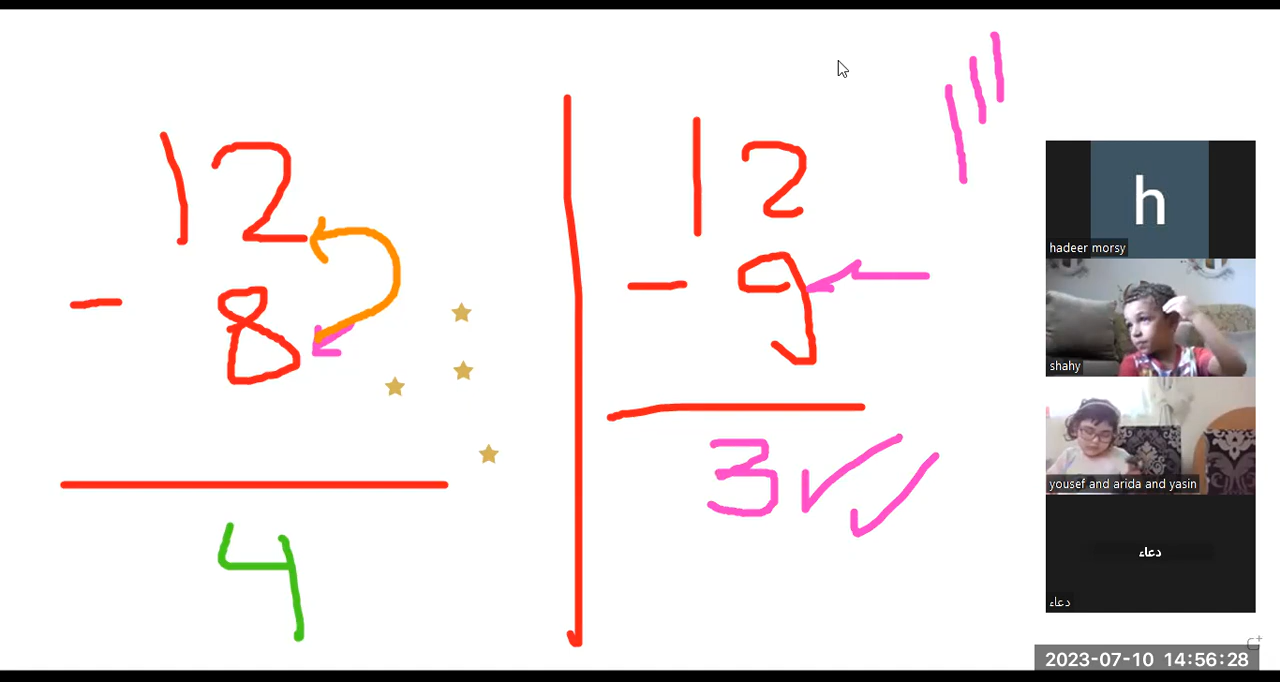 12
- 8
4
12
- 9
3
h
hadeer morsy
shahy
yousef and arida and yasin
دعاء
دعاء
2023-07-10 14:56:28